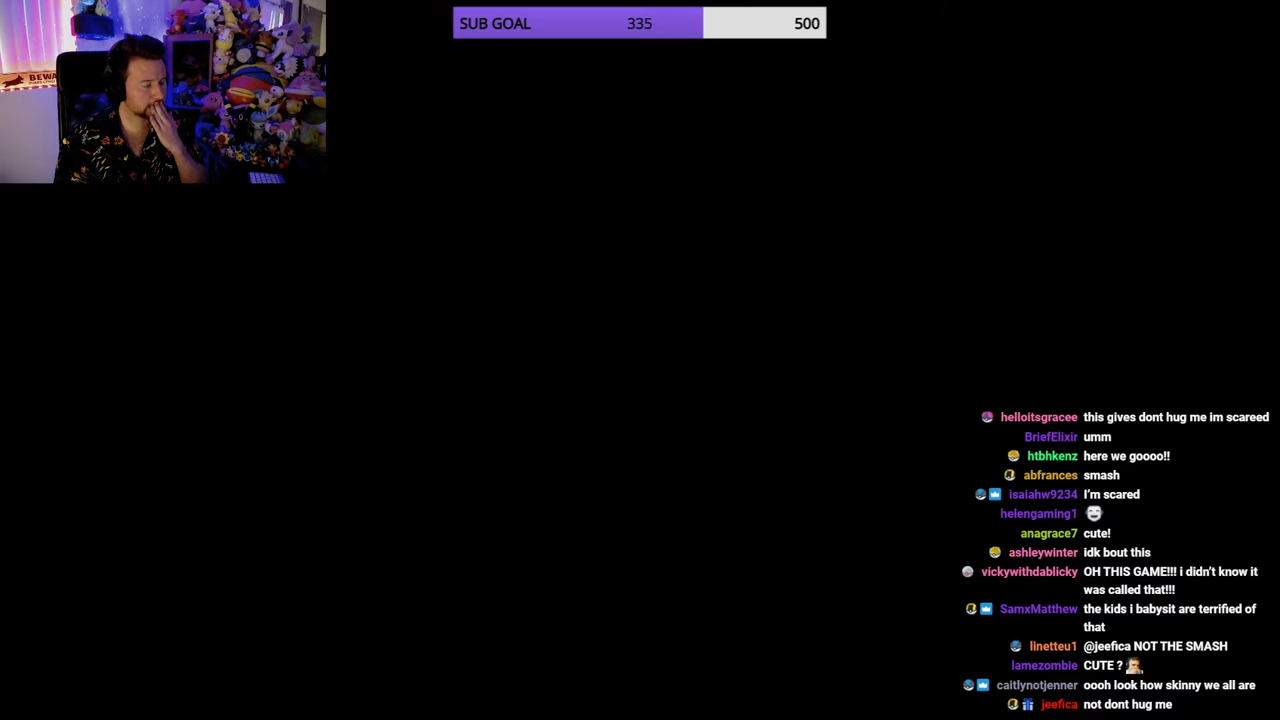 SUB GOAL 335 500
BEWA
helloitsgracee this gives dont hug me im scareed
BriefElixir umm
htbhkenz here we goooo!!
abfrances smash
isaiahw9234 I'm scared
helengaming1
anagrace7 cute!
ashleywinter idk bout this
vickywithdablicky OH THIS GAME!!! i didn't know it
was called that!!!
SamxMatthew the kids i babysit are terrified of
that
linetteu1 @jeefica NOT THE SMASH
lamezombie CUTE ?
caitlynotjenner oooh look how skinny we all are
jeefica not dont hug me